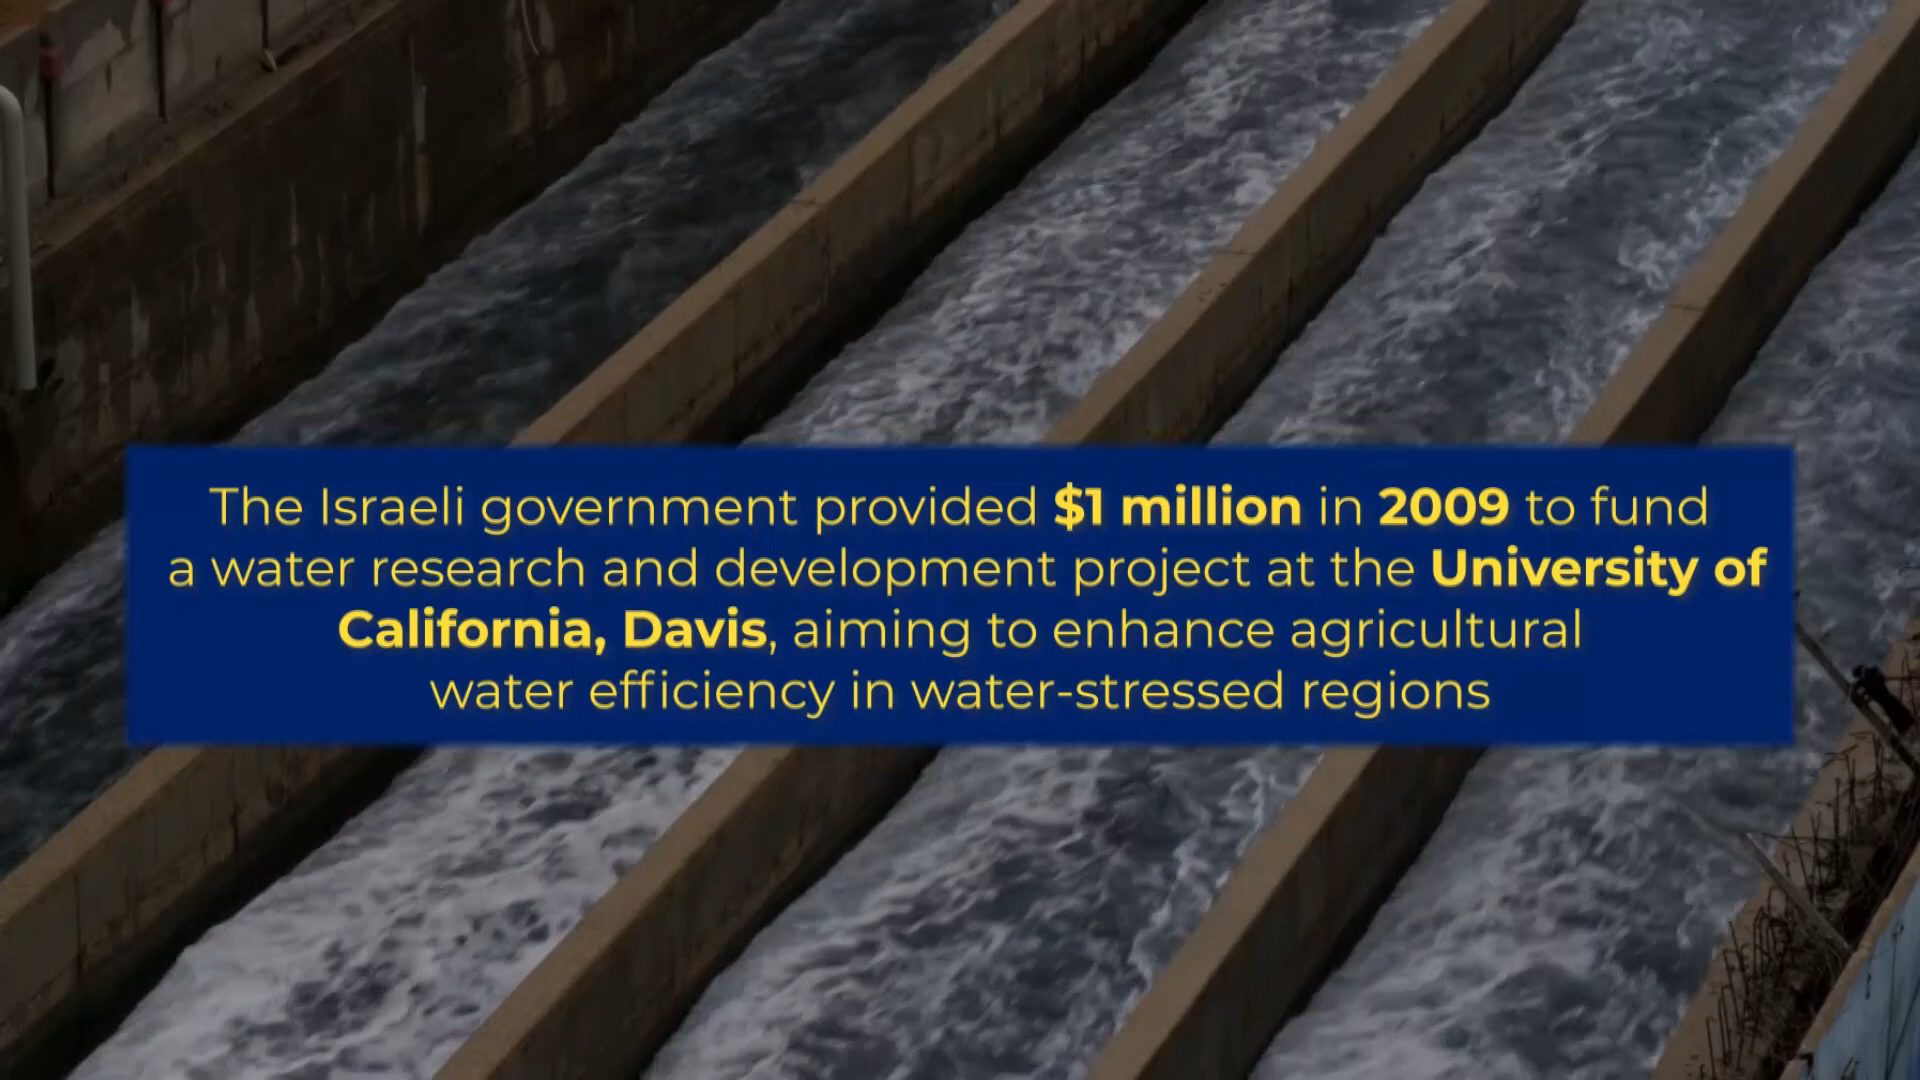 The Israeli government provided $1 million in 2009 to fund
a water research and development project at the University of
California, Davis, aiming to enhance agricultural
water efficiency in water-stressed regions